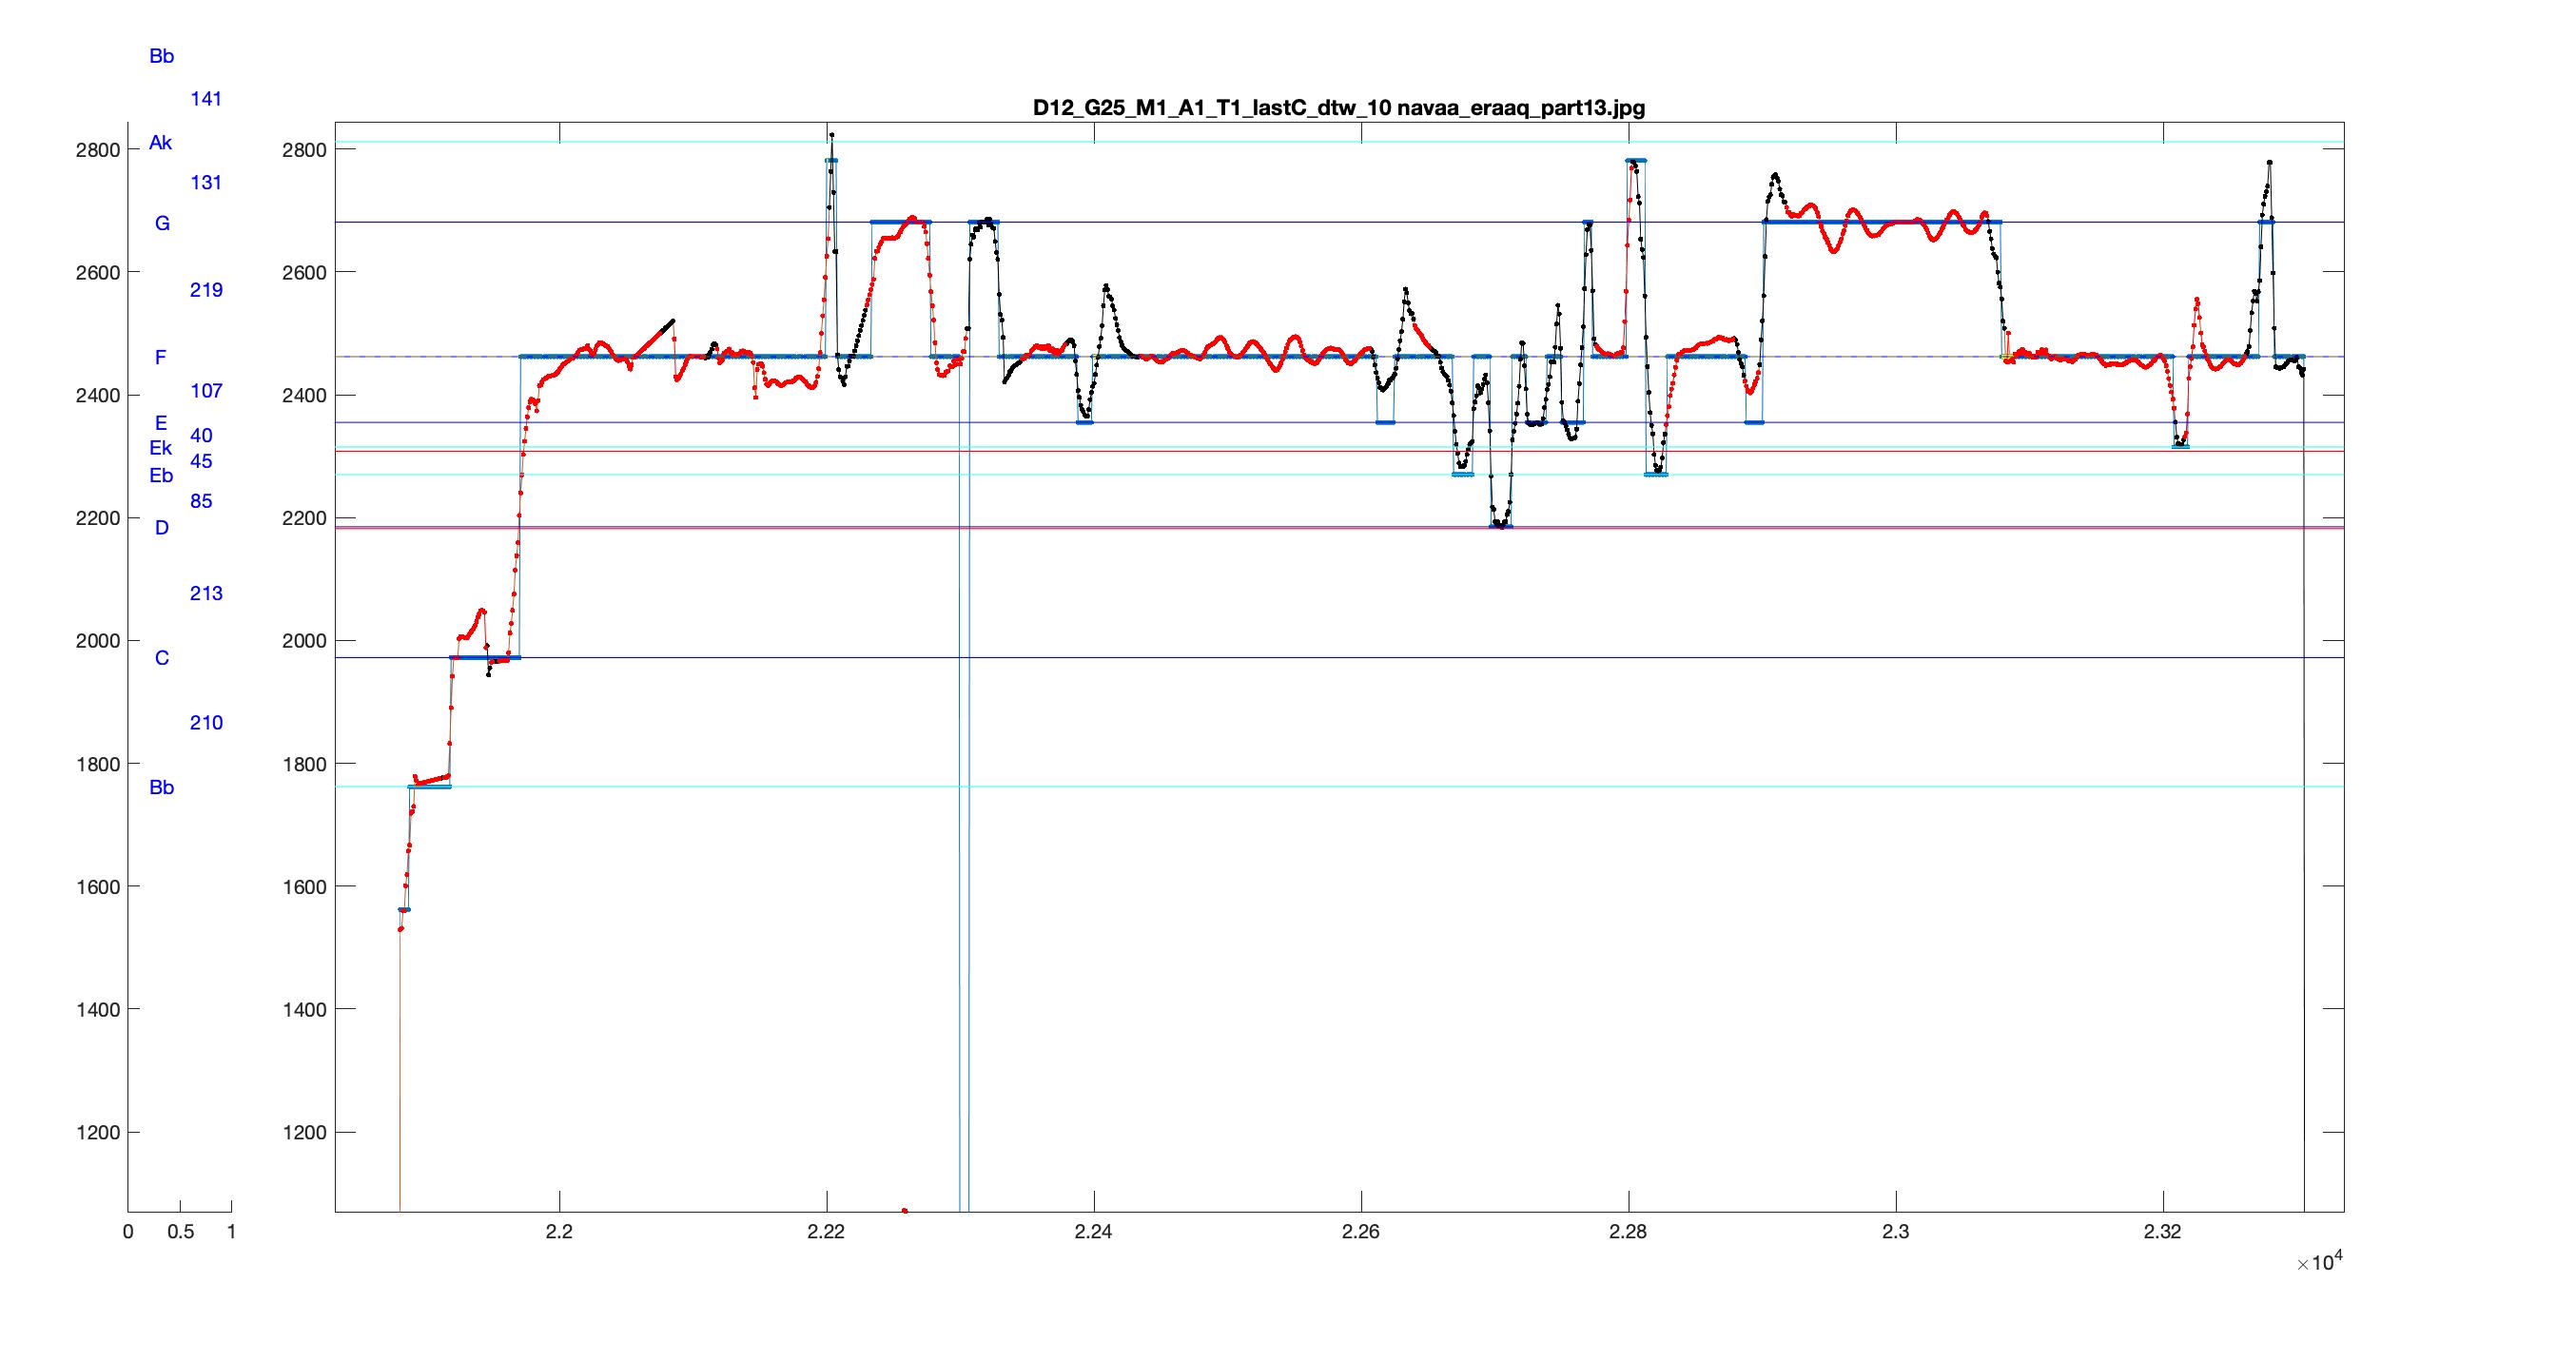 D12_G25_M1_A1_T1_lastC_dtw_10 navaa_eraaq_part13.jpg
Bb
141
Ak
131
G
219
F
107
E
40
Ek
45
Eb
85
D
213
C
210
Bb
2800
2600
2400
2200
2000
1800
1600
1400
1200
0 0.5 1
2800
2600
2400
2200
2000
1800
1600
1400
1200
2.2 2.22 2.24 2.26 2.28 2.3 2.32
×10^4